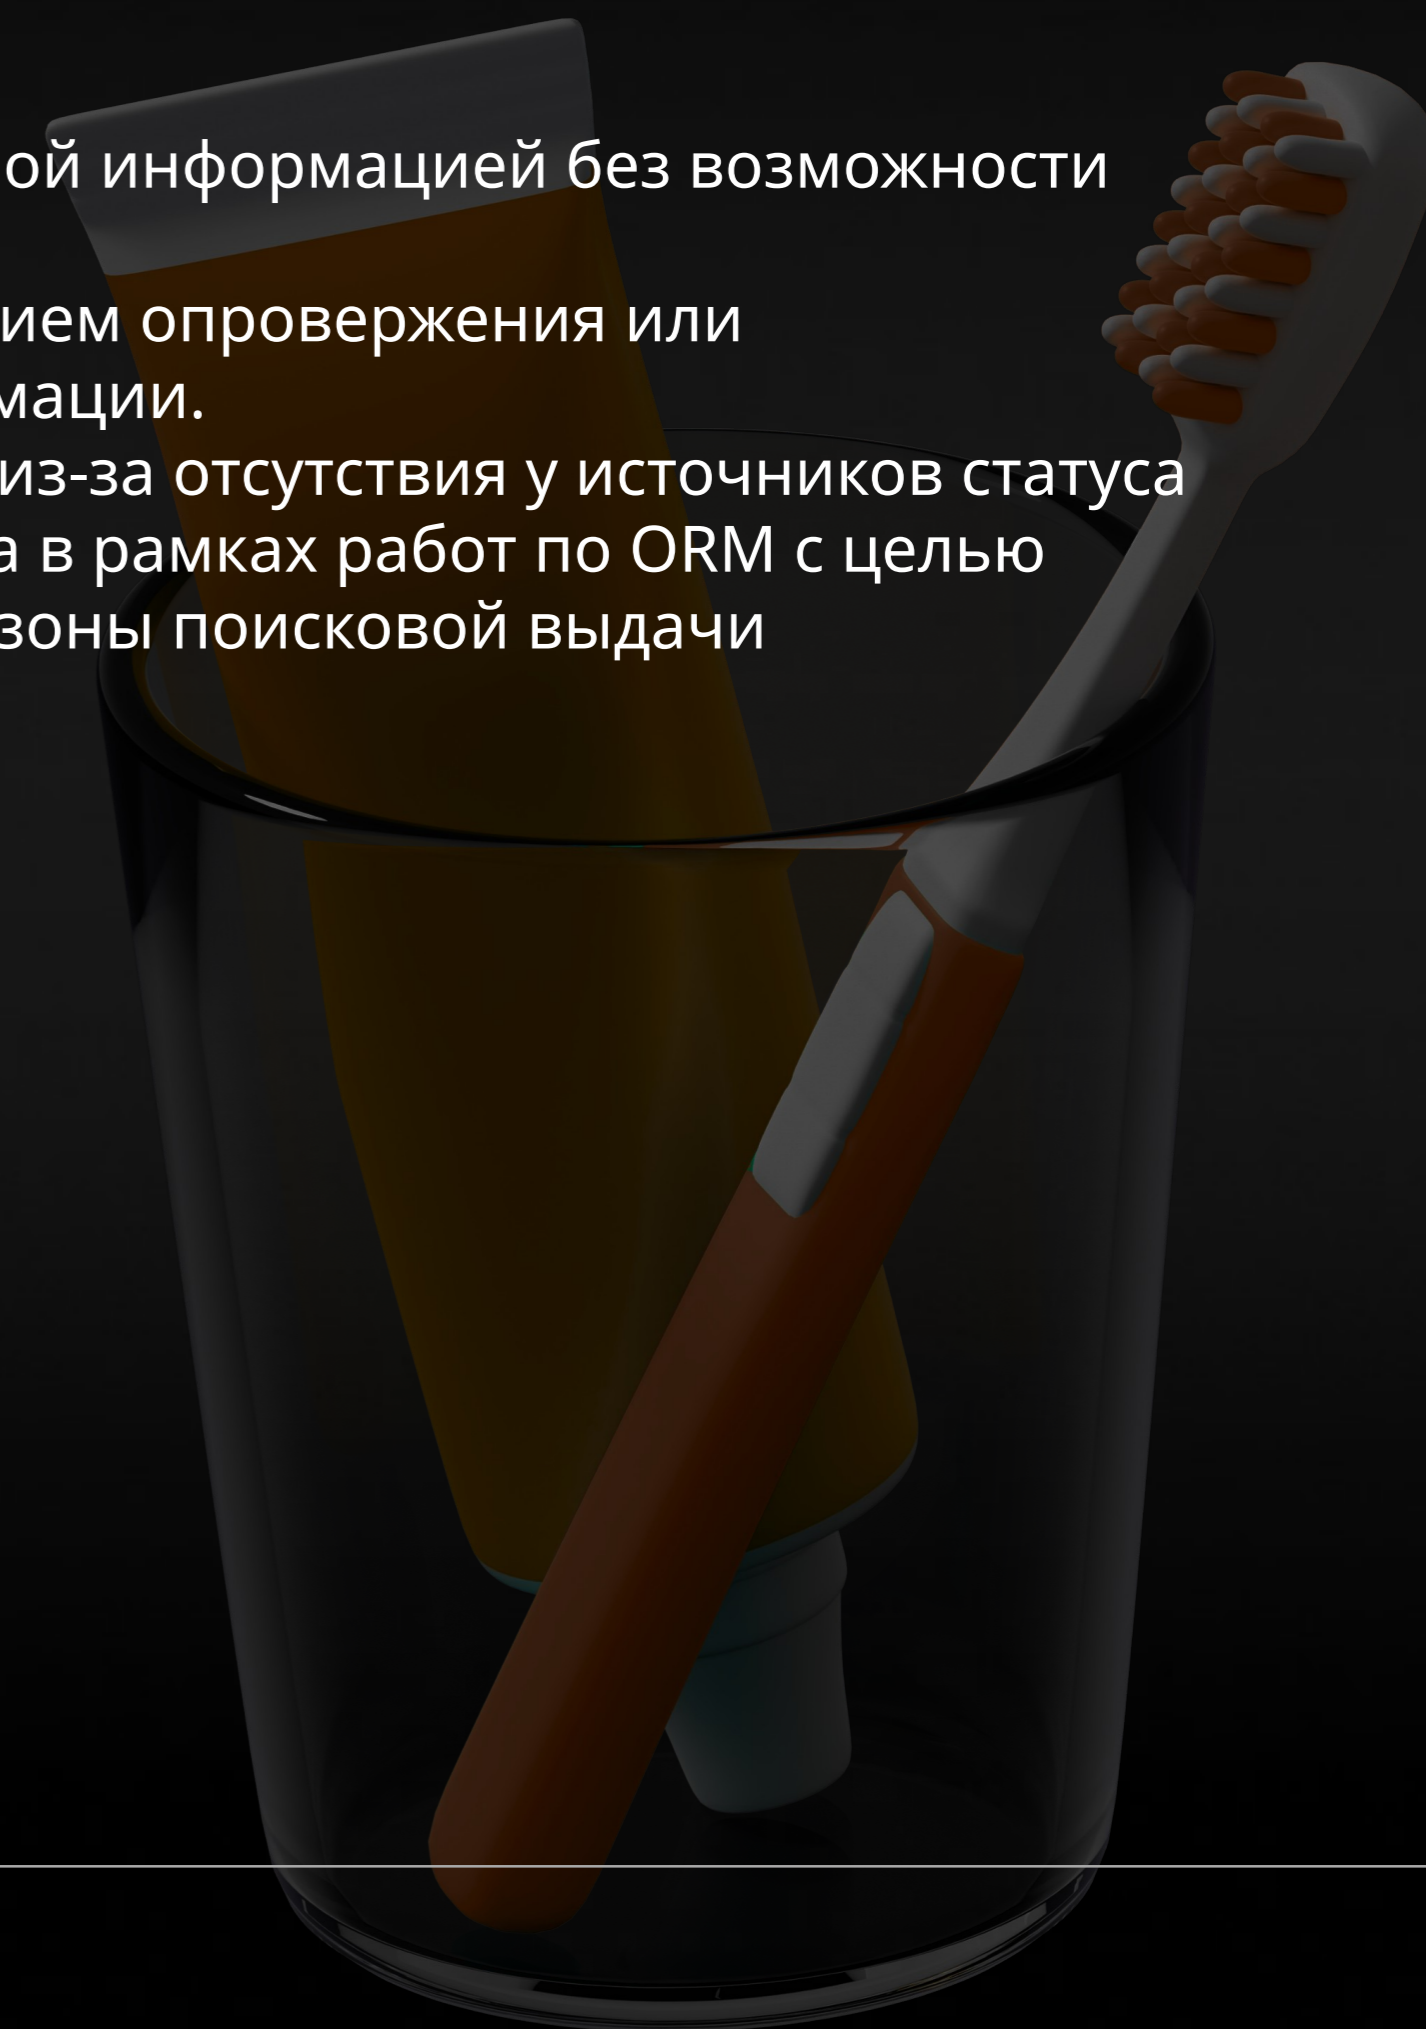 ой информацией без возможности
ием опровержения или
мации.
из-за отсутствия у источников статуса
а в рамках работ по ORM с целью
зоны поисковой выдачи